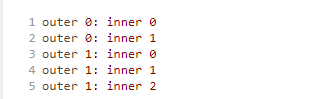 1 outer 0: inner 0
2 outer 0: inner 1
3 outer 1: inner 0
4 outer 1: inner 1
5 outer 1: inner 2